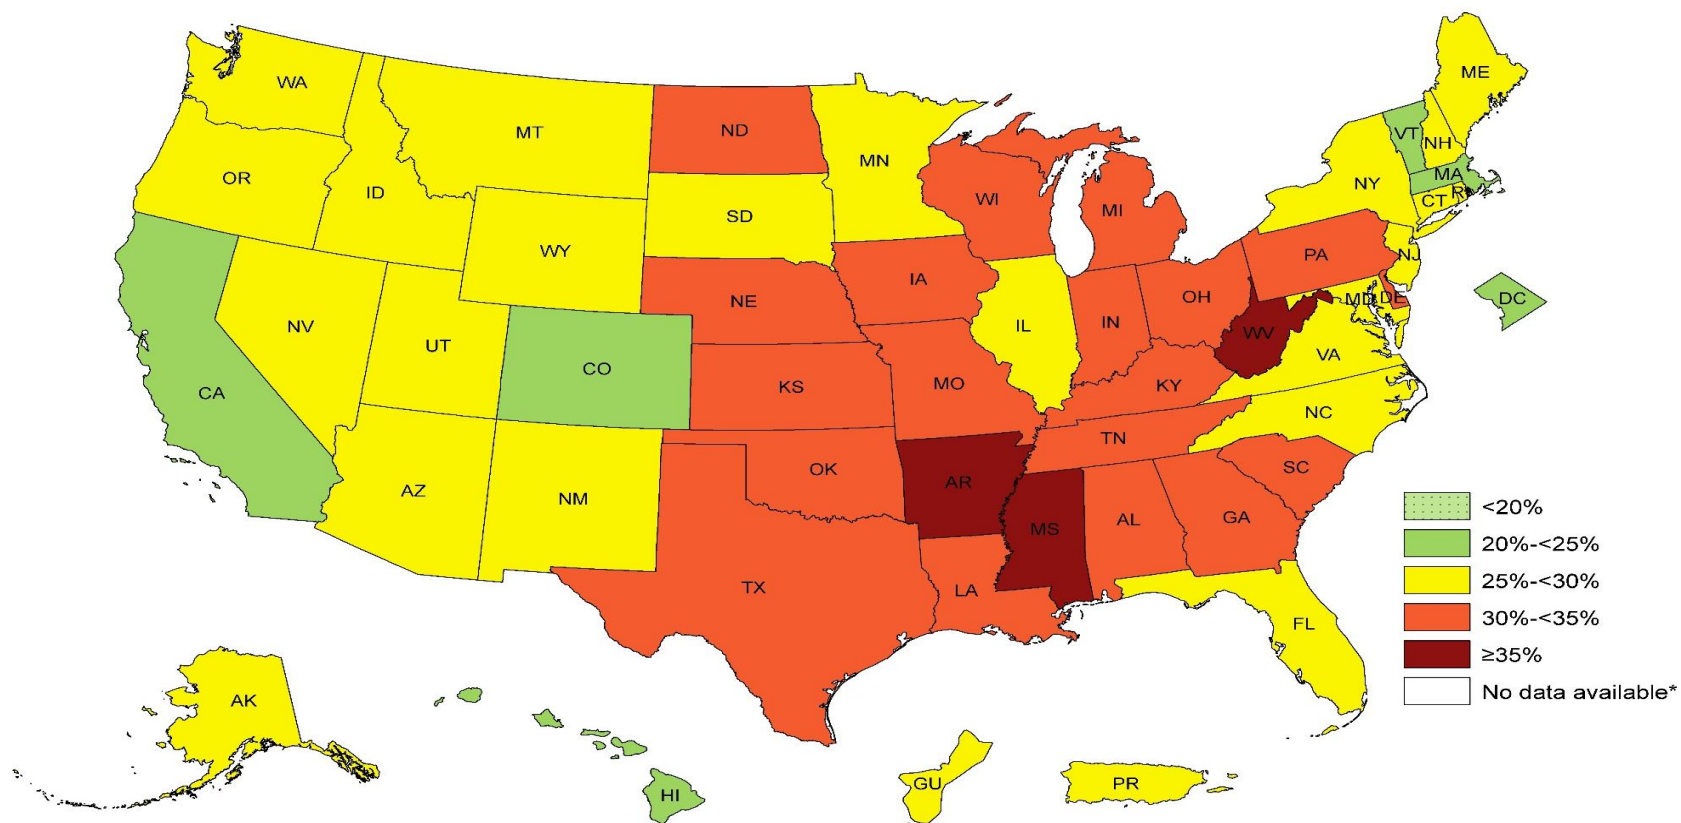 ME
WA
MT
ND
MN
VT
NH
OR
ID
SD
WI
MI
NY
MA
RI
CT
WY
IA
PA
NJ
NE
OH
MD
DE
DC
NV
UT
CO
IL
IN
WV
VA
CA
KS
MO
KY
NC
TN
AZ
NM
OK
AR
SC
MS
AL
GA
TX
LA
FL
<20%
20%-<25%
25%-<30%
30%-<35%
≥35%
No data available*
AK
HI
GU
PR